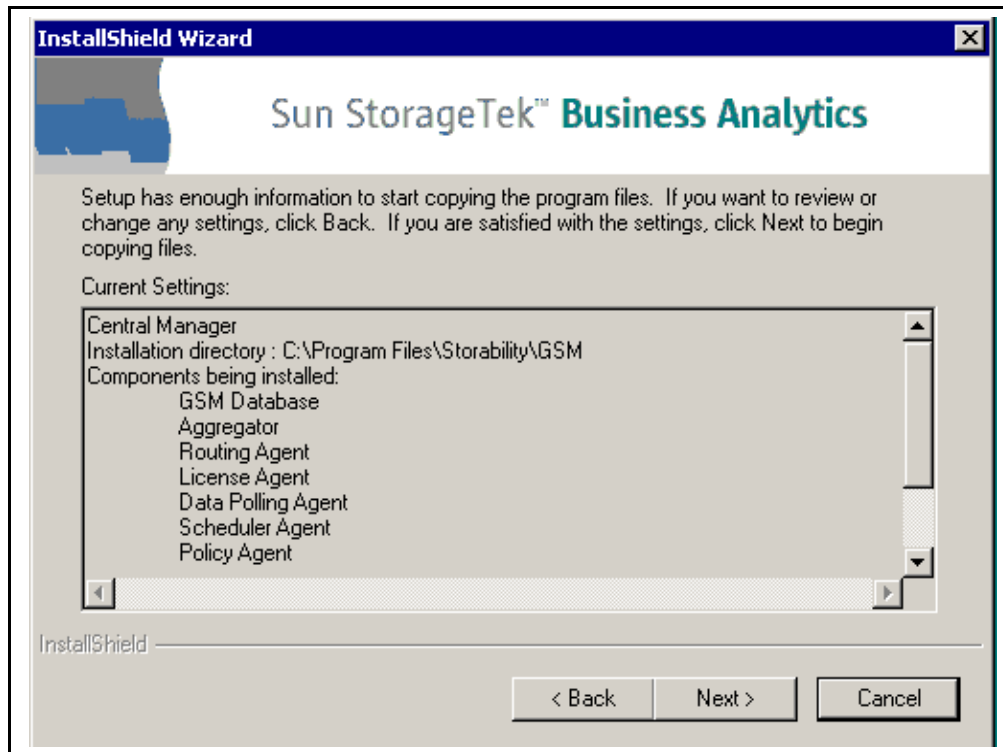 InstallShield Wizard
Sun StorageTek™ Business Analytics
Setup has enough information to start copying the program files.  If you want to review or
change any settings, click Back.  If you are satisfied with the settings, click Next to begin
copying files.
Current Settings:
Central Manager
Installation directory : C:\Program Files\Storability\GSM
Components being installed:
GSM Database
Aggregator
Routing Agent
License Agent
Data Polling Agent
Scheduler Agent
Policy Agent
InstallShield
< Back
Next >
Cancel